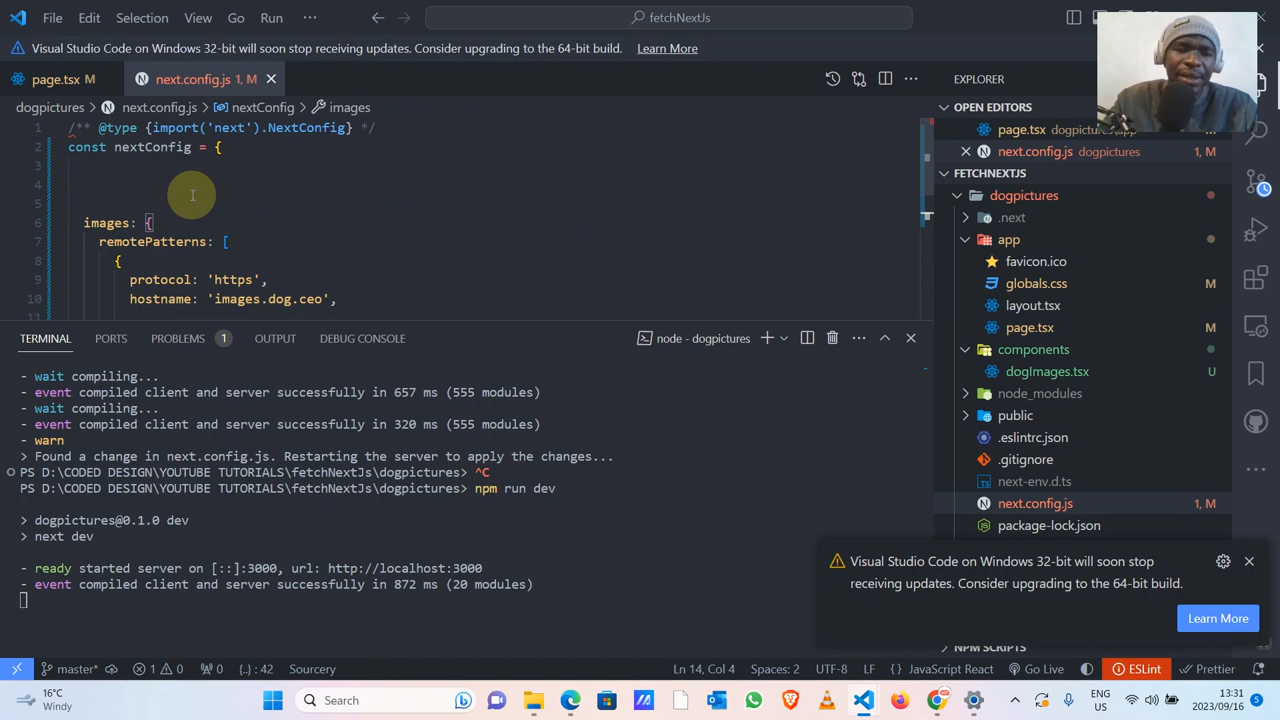 File Edit Selection View Go Run ··· fetchNextJs
Visual Studio Code on Windows 32-bit will soon stop receiving updates. Consider upgrading to the 64-bit build. Learn More
page.tsx M next.config.js 1, M EXPLORER
dogpictures > next.config.js > nextConfig > images
OPEN EDITORS
page.tsx dogpictures\app
next.config.js dogpictures 1, M
1 /** @type {import('next').NextConfig} */
2 const nextConfig = {
3
4
5
6 images: {
7 remotePatterns: [
8 {
9 protocol: 'https',
10 hostname: 'images.dog.ceo',
11
FETCHNEXTJS
dogpictures
.next
app
favicon.ico
globals.css M
layout.tsx
page.tsx M
components
dogImages.tsx U
node_modules
public
.eslintrc.json
.gitignore
next-env.d.ts
next.config.js 1, M
package-lock.json
NPM SCRIPTS
TERMINAL PORTS PROBLEMS 1 OUTPUT DEBUG CONSOLE node - dogpictures
- wait compiling...
- event compiled client and server successfully in 657 ms (555 modules)
- wait compiling...
- event compiled client and server successfully in 320 ms (555 modules)
- warn
> Found a change in next.config.js. Restarting the server to apply the changes...
PS D:\CODED DESIGN\YOUTUBE TUTORIALS\fetchNextJs\dogpictures> ^C
PS D:\CODED DESIGN\YOUTUBE TUTORIALS\fetchNextJs\dogpictures> npm run dev
> dogpictures@0.1.0 dev
> next dev
- ready started server on [::]:3000, url: http://localhost:3000
- event compiled client and server successfully in 872 ms (20 modules)
Visual Studio Code on Windows 32-bit will soon stop
receiving updates. Consider upgrading to the 64-bit build.
Learn More
master* 1 0 0 {..} : 42 Sourcery Ln 14, Col 4 Spaces: 2 UTF-8 LF { } JavaScript React Go Live ESLint Prettier
16°C
Windy
Search
ENG
US
13:31
2023/09/16
5